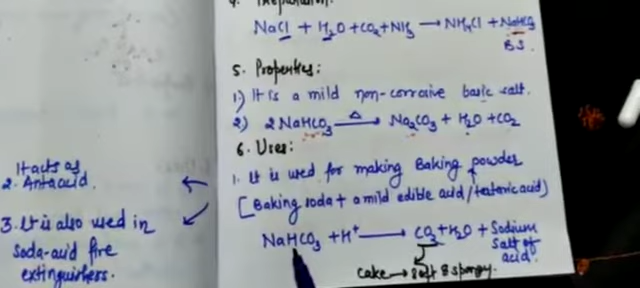 4. Preparation:
NaCl + H2O + CO2 + NH3 → NH4Cl + NaHCO3
B.S.
5. Properties:
1) It is a mild non-corrosive basic salt.
2) 2NaHCO3 →Δ Na2CO3 + H2O + CO2
6. Uses:
1. It is used for making Baking powder
[Baking soda + a mild edible acid/tartaric acid)
NaHCO3 + H+ → CO2 + H2O + Sodium
salt of
acid.
cake → soft & spongy.
It acts as
2. Antacid.
3. It is also used in
soda-acid fire
extinguishers.